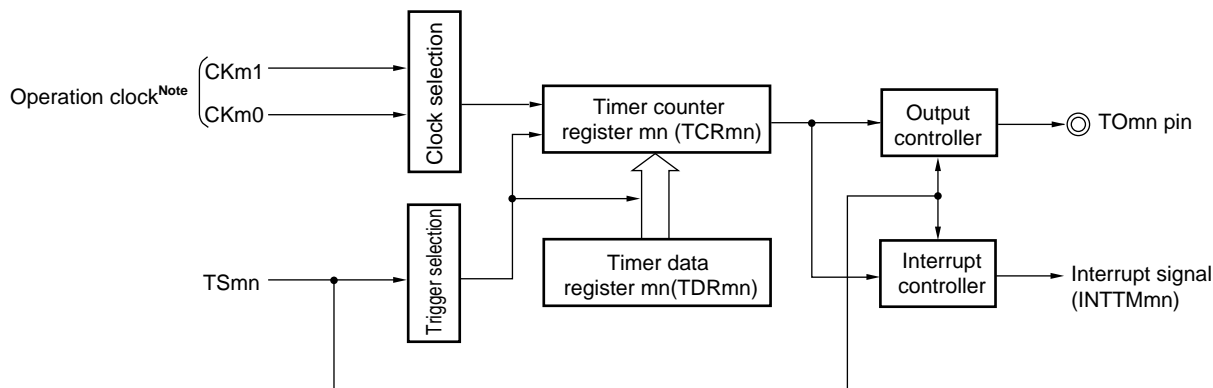 Operation clockNote
CKm1
CKm0
Clock selection
Timer counter
register mn (TCRmn)
Output
controller
TOmn pin
TSmn
Trigger selection
Timer data
register mn(TDRmn)
Interrupt
controller
Interrupt signal
(INTTMmn)